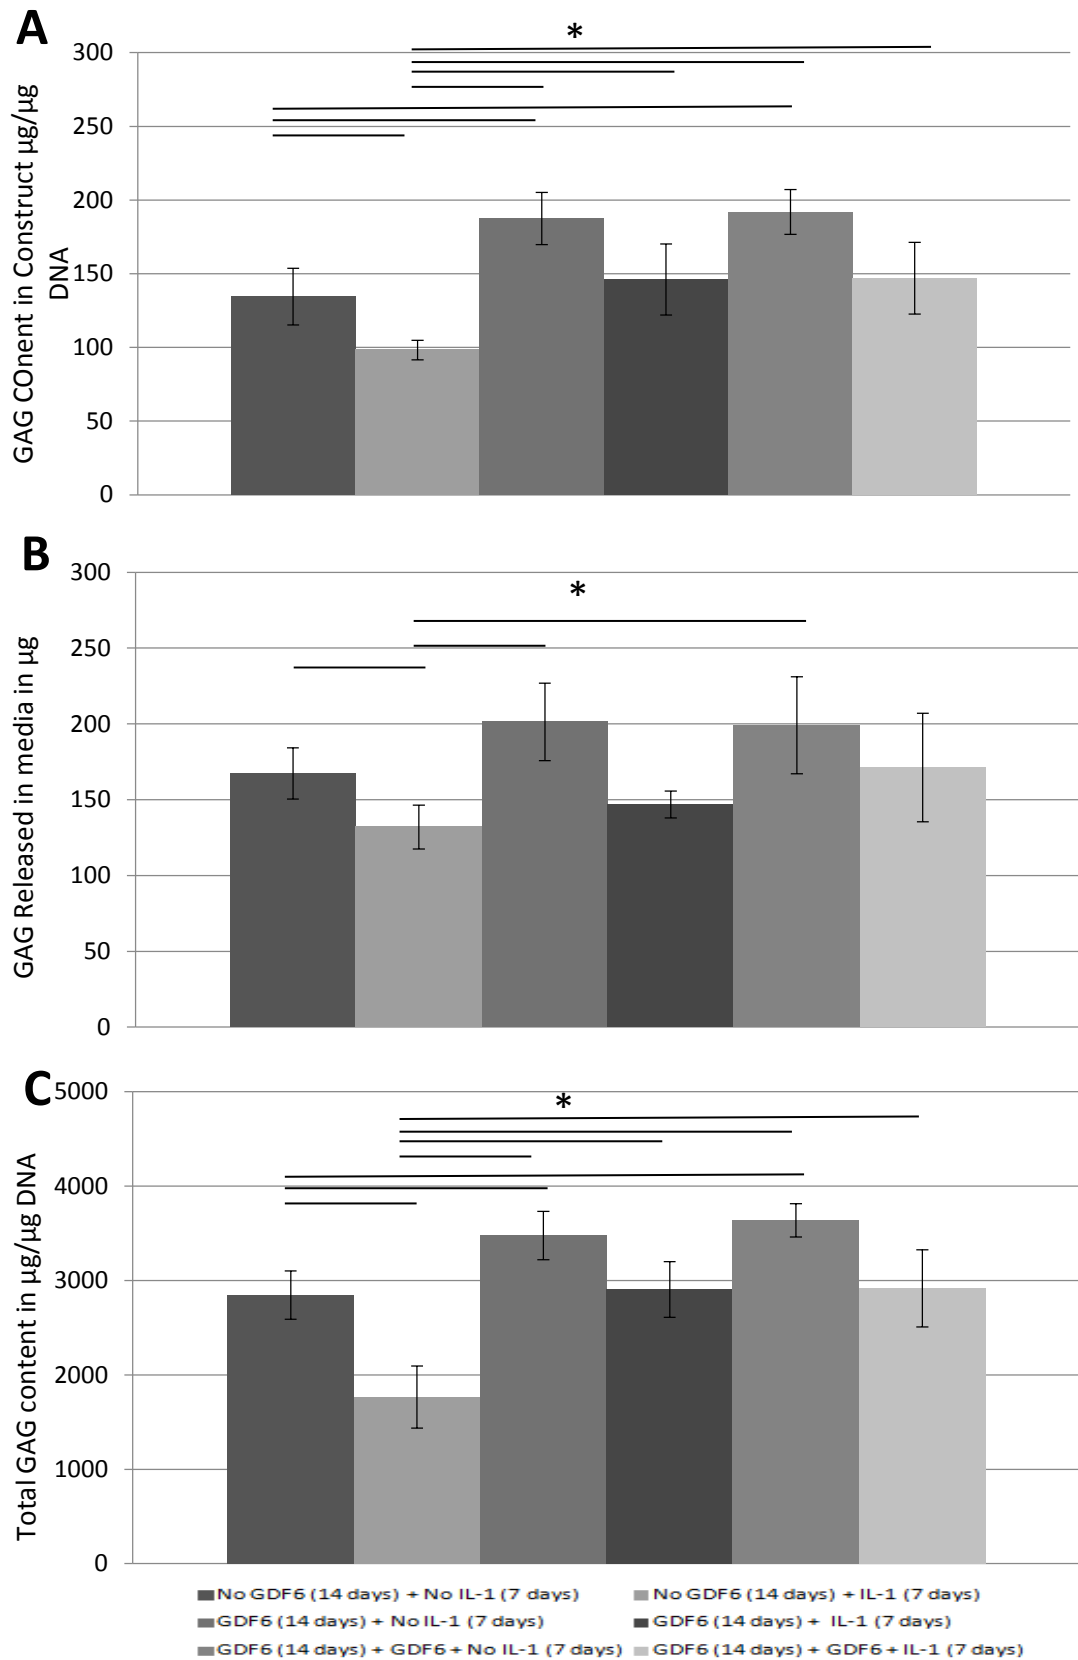 A
*
300
250
200
150
100
50
0
GAG COnent in Construct µg/µg
DNA
B
*
300
250
200
150
100
50
0
GAG Released in media in µg
C
*
5000
4000
3000
2000
1000
0
Total GAG content in µg/µg DNA
No GDF6 (14 days) + No IL-1 (7 days)
No GDF6 (14 days) + IL-1 (7 days)
GDF6 (14 days) + No IL-1 (7 days)
GDF6 (14 days) + IL-1 (7 days)
GDF6 (14 days) + GDF6 + No IL-1 (7 days)
GDF6 (14 days) + GDF6 + IL-1 (7 days)